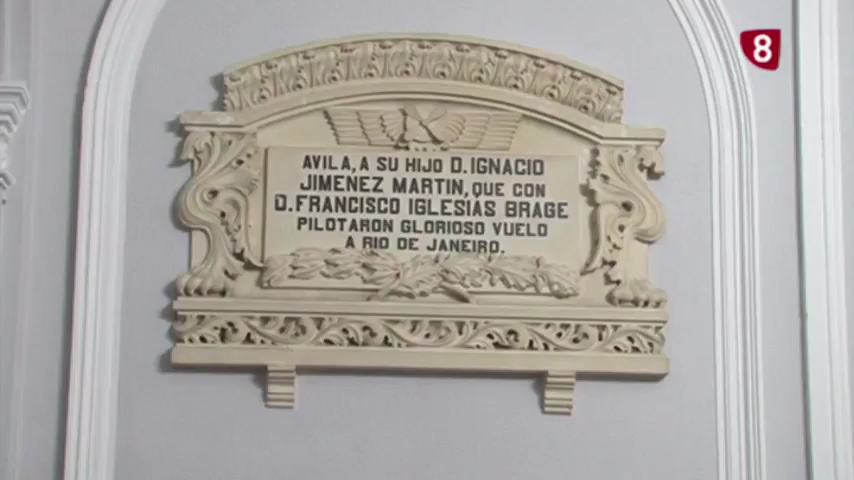 8
AVILA, A SU HIJO D. IGNACIO
JIMENEZ MARTIN, QUE CON
D. FRANCISCO IGLESIAS BRAGE
PILOTARON GLORIOSO VUELO
A RIO DE JANEIRO.